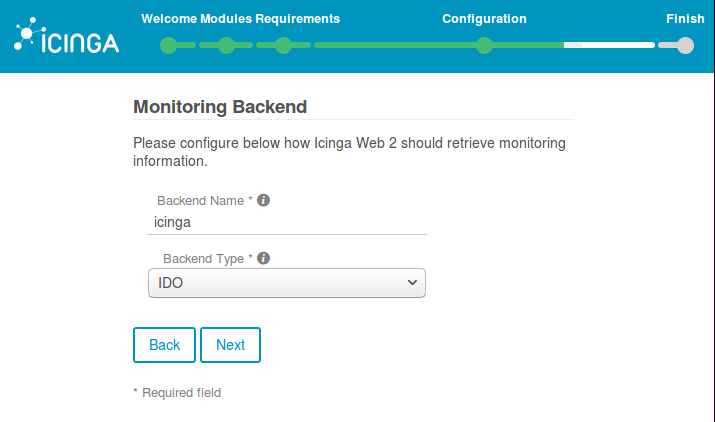 Welcome Modules Requirements Configuration Finish
ICINGA
Monitoring Backend
Please configure below how Icinga Web 2 should retrieve monitoring
information.
Backend Name * i
icinga
Backend Type * i
IDO
Back Next
* Required field